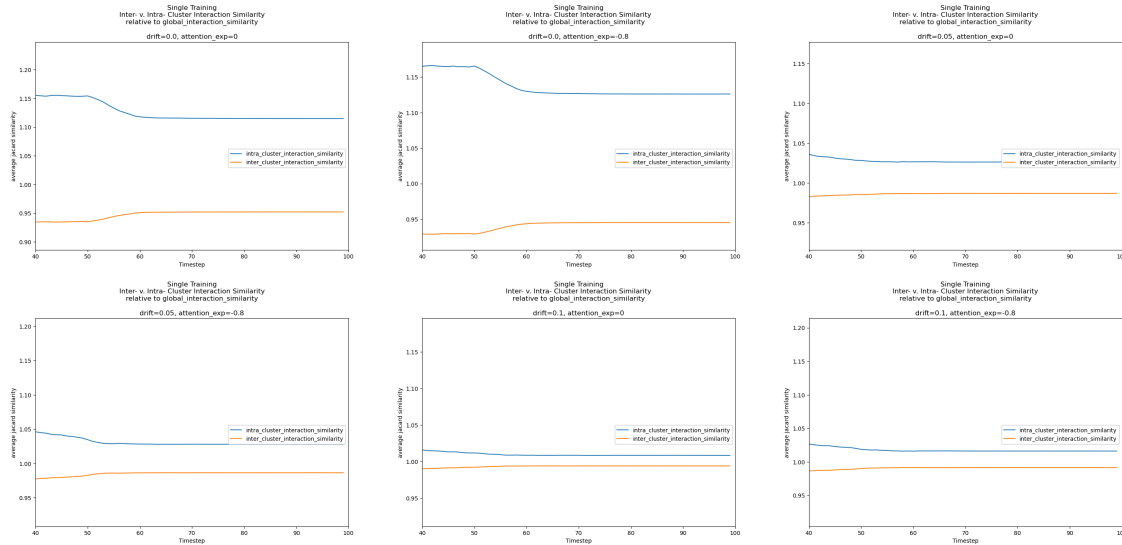 Single Training
Inter- v. Intra- Cluster Interaction Similarity
relative to global_interaction_similarity
drift=0.0, attention_exp=0
average jacard similarity
1.20
1.15
1.10
1.05
1.00
0.95
0.90
intra_cluster_interaction_similarity
inter_cluster_interaction_similarity
40 50 60 70 80 90 100
Timestep
Single Training
Inter- v. Intra- Cluster Interaction Similarity
relative to global_interaction_similarity
drift=0.0, attention_exp=-0.8
average jacard similarity
1.15
1.10
1.05
1.00
0.95
intra_cluster_interaction_similarity
inter_cluster_interaction_similarity
40 50 60 70 80 90 100
Timestep
Single Training
Inter- v. Intra- Cluster Interaction Similarity
relative to global_interaction_similarity
drift=0.05, attention_exp=0
average jacard similarity
1.15
1.10
1.05
1.00
0.95
intra_cluster_interaction_similarity
inter_cluster_interaction_similarity
40 50 60 70 80 90 100
Timestep
Single Training
Inter- v. Intra- Cluster Interaction Similarity
relative to global_interaction_similarity
drift=0.05, attention_exp=-0.8
average jacard similarity
1.20
1.15
1.10
1.05
1.00
0.95
intra_cluster_interaction_similarity
inter_cluster_interaction_similarity
40 50 60 70 80 90 100
Timestep
Single Training
Inter- v. Intra- Cluster Interaction Similarity
relative to global_interaction_similarity
drift=0.1, attention_exp=0
average jacard similarity
1.15
1.10
1.05
1.00
0.95
intra_cluster_interaction_similarity
inter_cluster_interaction_similarity
40 50 60 70 80 90 100
Timestep
Single Training
Inter- v. Intra- Cluster Interaction Similarity
relative to global_interaction_similarity
drift=0.1, attention_exp=-0.8
average jacard similarity
1.20
1.15
1.10
1.05
1.00
0.95
intra_cluster_interaction_similarity
inter_cluster_interaction_similarity
40 50 60 70 80 90 100
Timestep